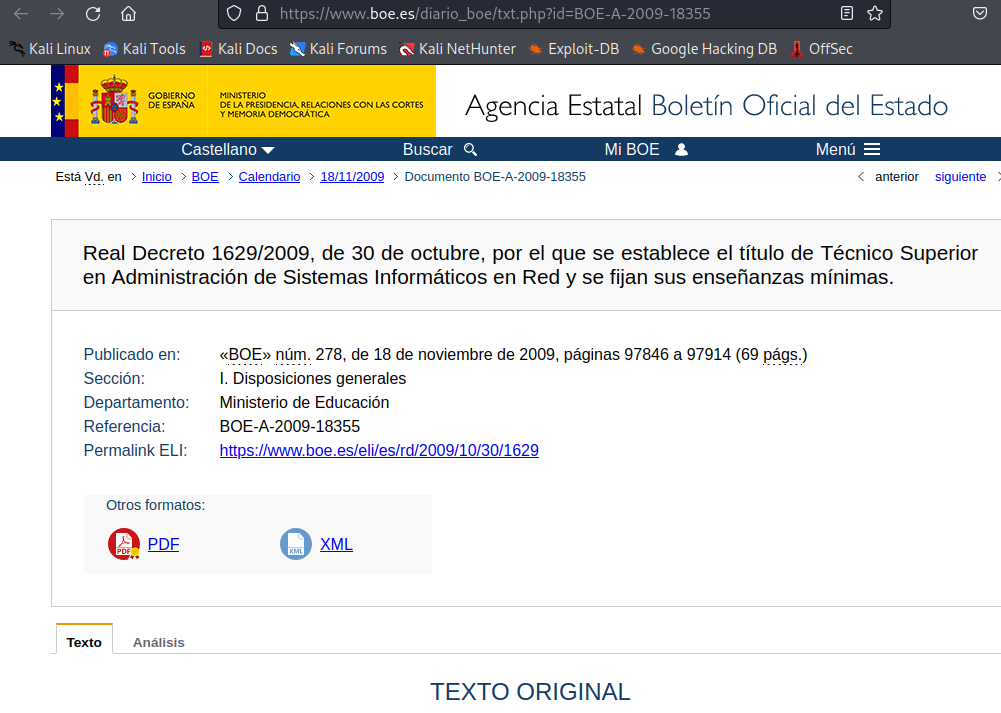 https://www.boe.es/diario_boe/txt.php?id=BOE-A-2009-18355
Kali Linux Kali Tools Kali Docs Kali Forums Kali NetHunter Exploit-DB Google Hacking DB OffSec
GOBIERNO
DE ESPAÑA
MINISTERIO
DE LA PRESIDENCIA, RELACIONES CON LAS CORTES
Y MEMORIA DEMOCRÁTICA
Agencia Estatal Boletín Oficial del Estado
Castellano Buscar Mi BOE Menú
Está Vd. en > Inicio > BOE > Calendario > 18/11/2009 > Documento BOE-A-2009-18355 < anterior siguiente >
Real Decreto 1629/2009, de 30 de octubre, por el que se establece el título de Técnico Superior
en Administración de Sistemas Informáticos en Red y se fijan sus enseñanzas mínimas.
Publicado en: «BOE» núm. 278, de 18 de noviembre de 2009, páginas 97846 a 97914 (69 págs.)
Sección: I. Disposiciones generales
Departamento: Ministerio de Educación
Referencia: BOE-A-2009-18355
Permalink ELI: https://www.boe.es/eli/es/rd/2009/10/30/1629
Otros formatos:
PDF PDF XML XML
Texto Análisis
TEXTO ORIGINAL